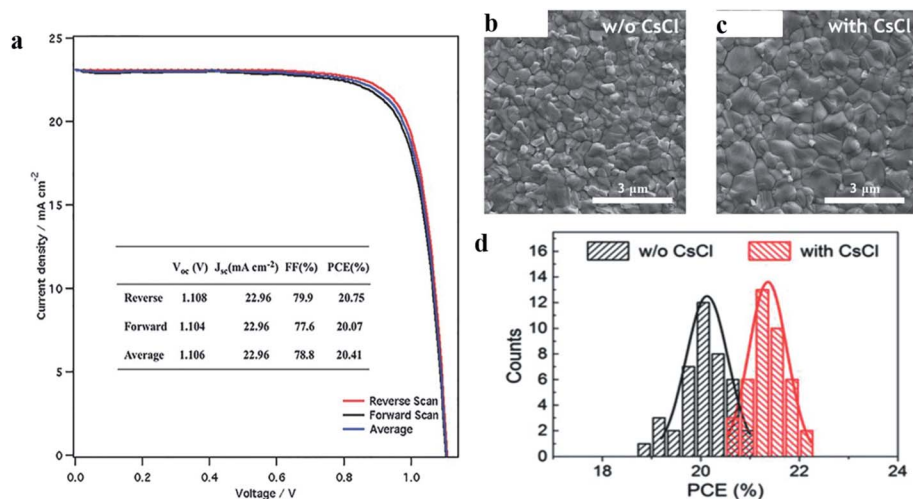 a
Current density / mA cm⁻²
25
20
15
10
5
0
V_oc (V) J_sc(mA cm⁻²) FF(%) PCE(%)
Reverse 1.108 22.96 79.9 20.75
Forward 1.104 22.96 77.6 20.07
Average 1.106 22.96 78.8 20.41
Reverse Scan
Forward Scan
Average
0.0 0.2 0.4 0.6 0.8 1.0
Voltage / V
b
w/o CsCl
3 μm
c
with CsCl
3 μm
d
w/o CsCl with CsCl
Counts
16
14
12
10
8
6
4
2
0
18 20 22 24
PCE (%)